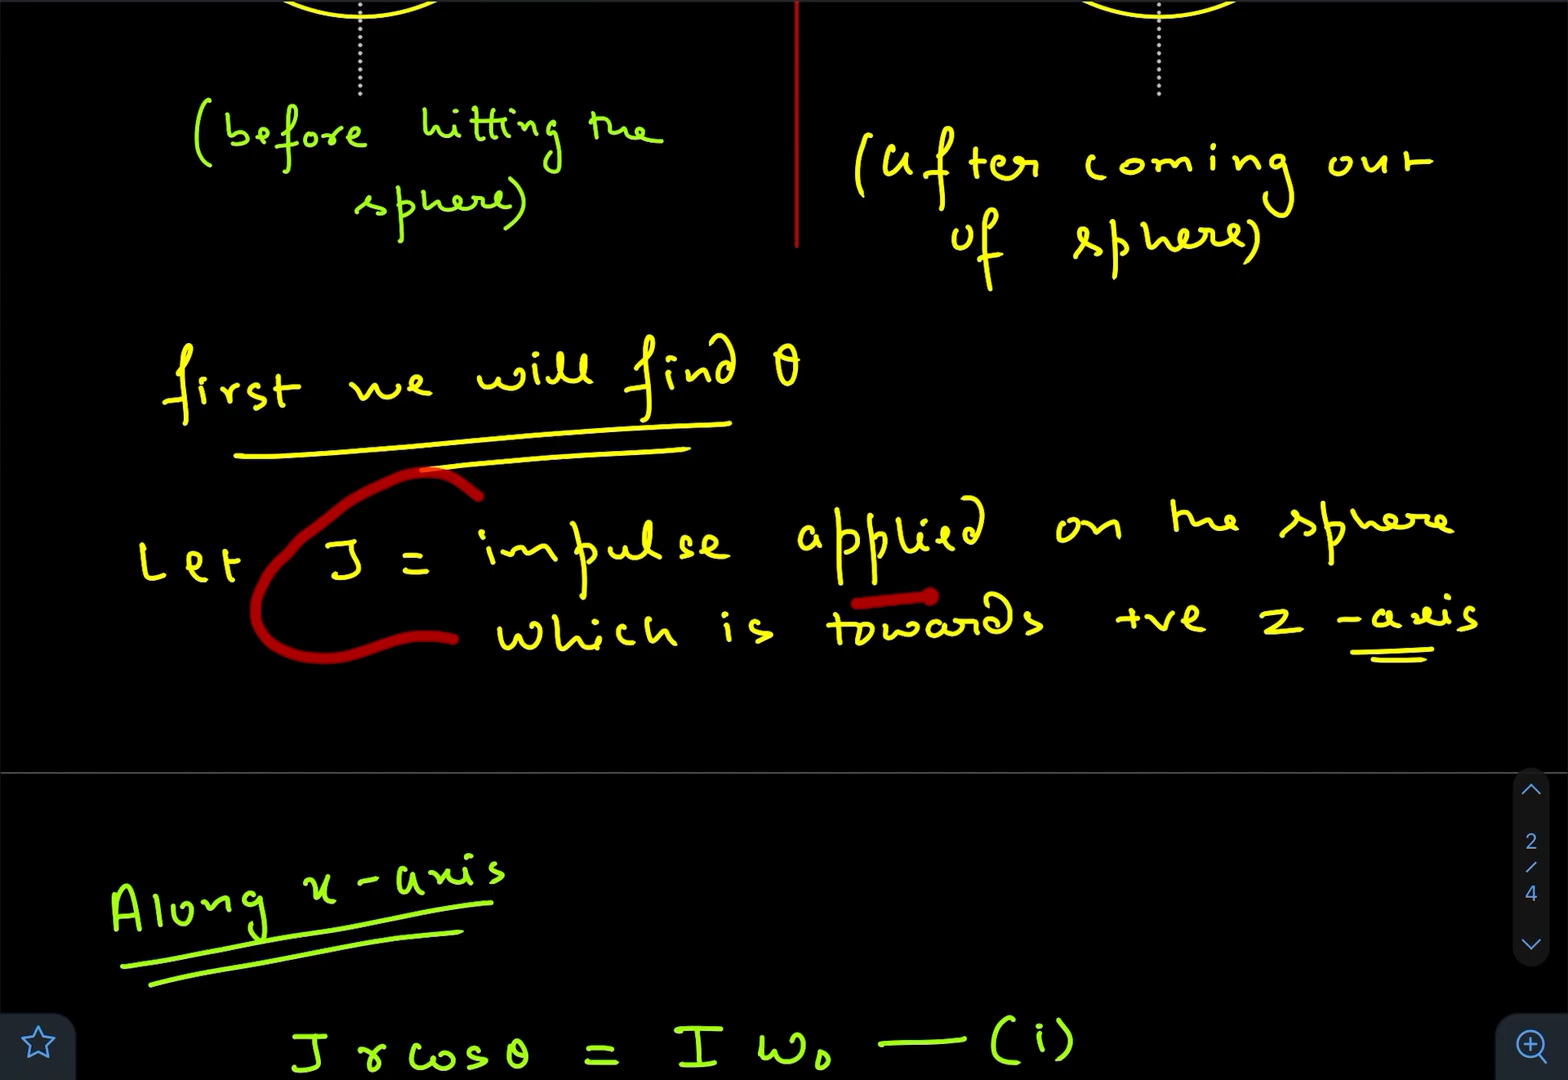 (before hitting the
sphere)
(after coming out
of sphere)
first we will find θ
Let J = impulse applied on the sphere
which is towards +ve z-axis
Along x-axis
J r cosθ = I ω₀ — (i)
2
/
4